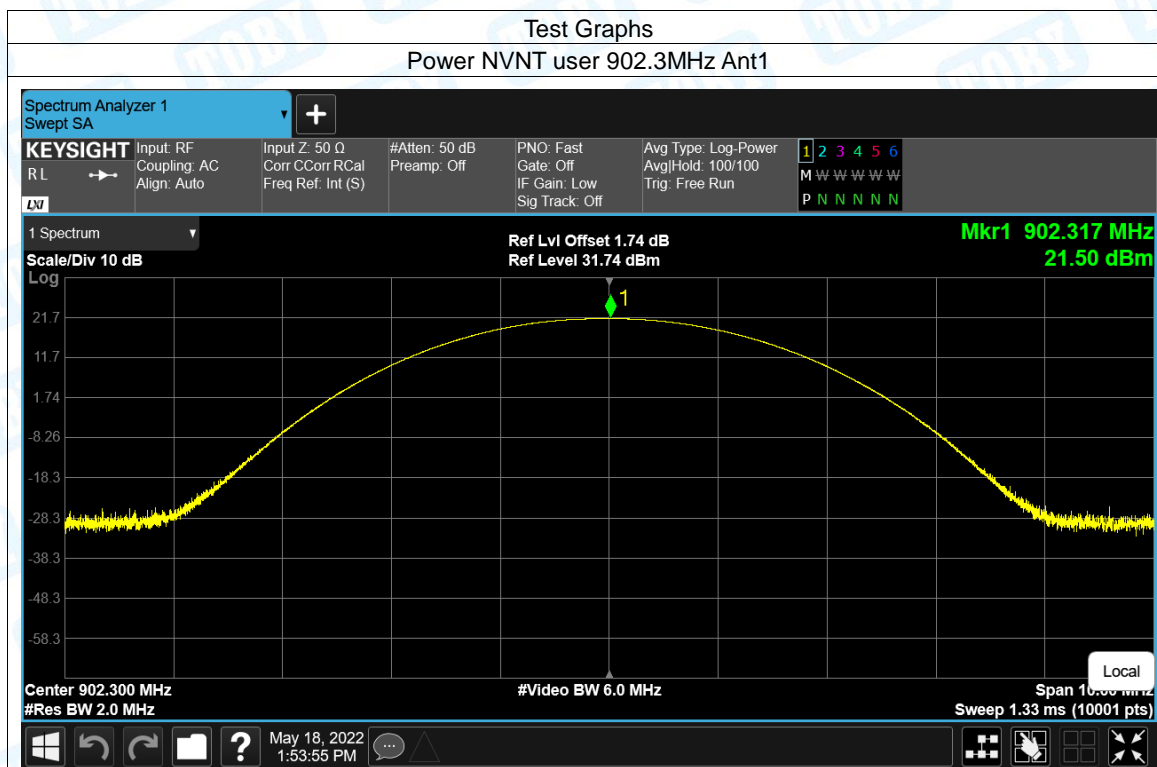 Test Graphs
Power NVNT user 902.3MHz Ant1
Spectrum Analyzer 1
Swept SA
KEYSIGHT
R L
LXI
Input: RF
Coupling: AC
Align: Auto
Input Z: 50 Ω
Corr CCorr RCal
Freq Ref: Int (S)
#Atten: 50 dB
Preamp: Off
PNO: Fast
Gate: Off
IF Gain: Low
Sig Track: Off
Avg Type: Log-Power
Avg|Hold: 100/100
Trig: Free Run
1 2 3 4 5 6
M W W W W W
P N N N N N
1 Spectrum
Scale/Div 10 dB
Log
Ref Lvl Offset 1.74 dB
Ref Level 31.74 dBm
Mkr1 902.317 MHz
21.50 dBm
1
21.7
11.7
1.74
-8.26
-18.3
-28.3
-38.3
-48.3
-58.3
Local
Center 902.300 MHz
#Res BW 2.0 MHz
#Video BW 6.0 MHz
Span 10.00 MHz
Sweep 1.33 ms (10001 pts)
May 18, 2022
1:53:55 PM
TOBY